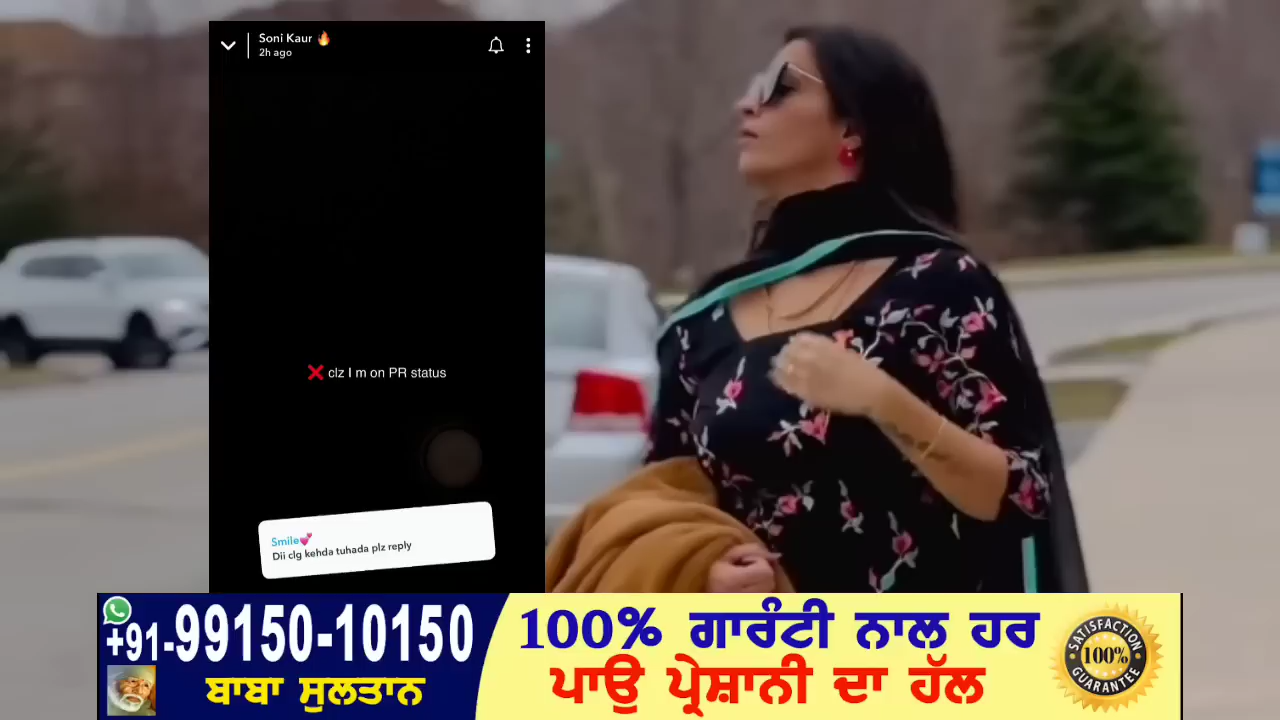 Soni Kaur 🔥
2h ago
❌ clz I m on PR status
Smile💕
Dii clg kehda tuhada plz reply
+91-99150-10150
ਬਾਬਾ ਸੁਲਤਾਨ
100% ਗਾਰੰਟੀ ਨਾਲ ਹਰ
ਪਾਉ ਪ੍ਰੇਸ਼ਾਨੀ ਦਾ ਹੱਲ
SATISFACTION
100%
GUARANTEE